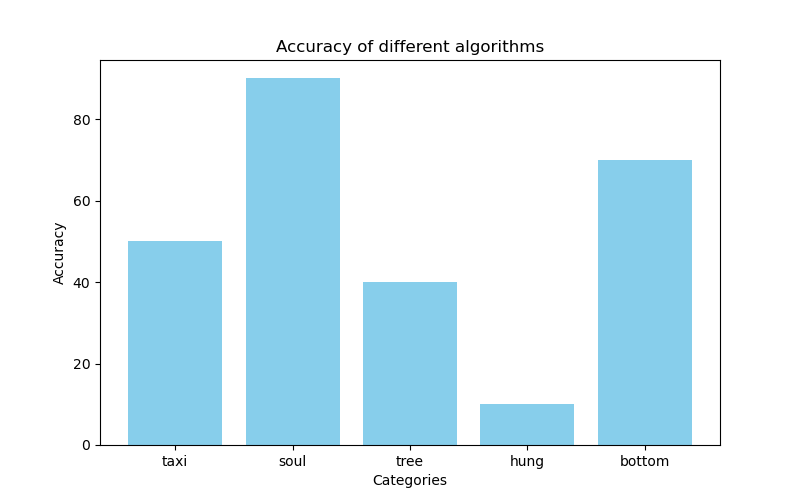 Accuracy of different algorithms
Accuracy
80
60
40
20
0
taxi soul tree hung bottom
Categories